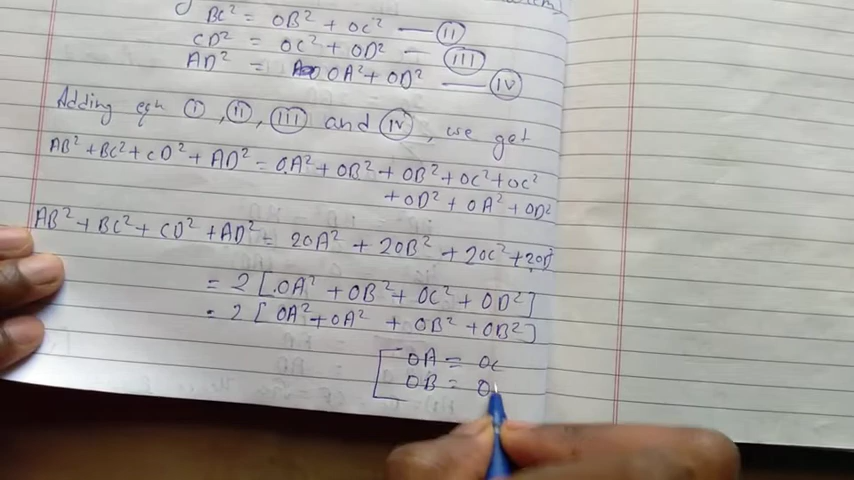 BC² = OB² + OC² — (II)
CD² = OC² + OD² — (III)
AD² = OA² + OD² — (IV)
Adding eqn (I), (II), (III) and (IV), we get
AB² + BC² + CD² + AD² = OA² + OB² + OB² + OC² + OC²
+ OD² + OA² + OD²
AB² + BC² + CD² + AD² = 2OA² + 2OB² + 2OC² + 2OD²
= 2 [OA² + OB² + OC² + OD²]
= 2 [OA² + OA² + OB² + OB²]
[ OA = OC
OB = O